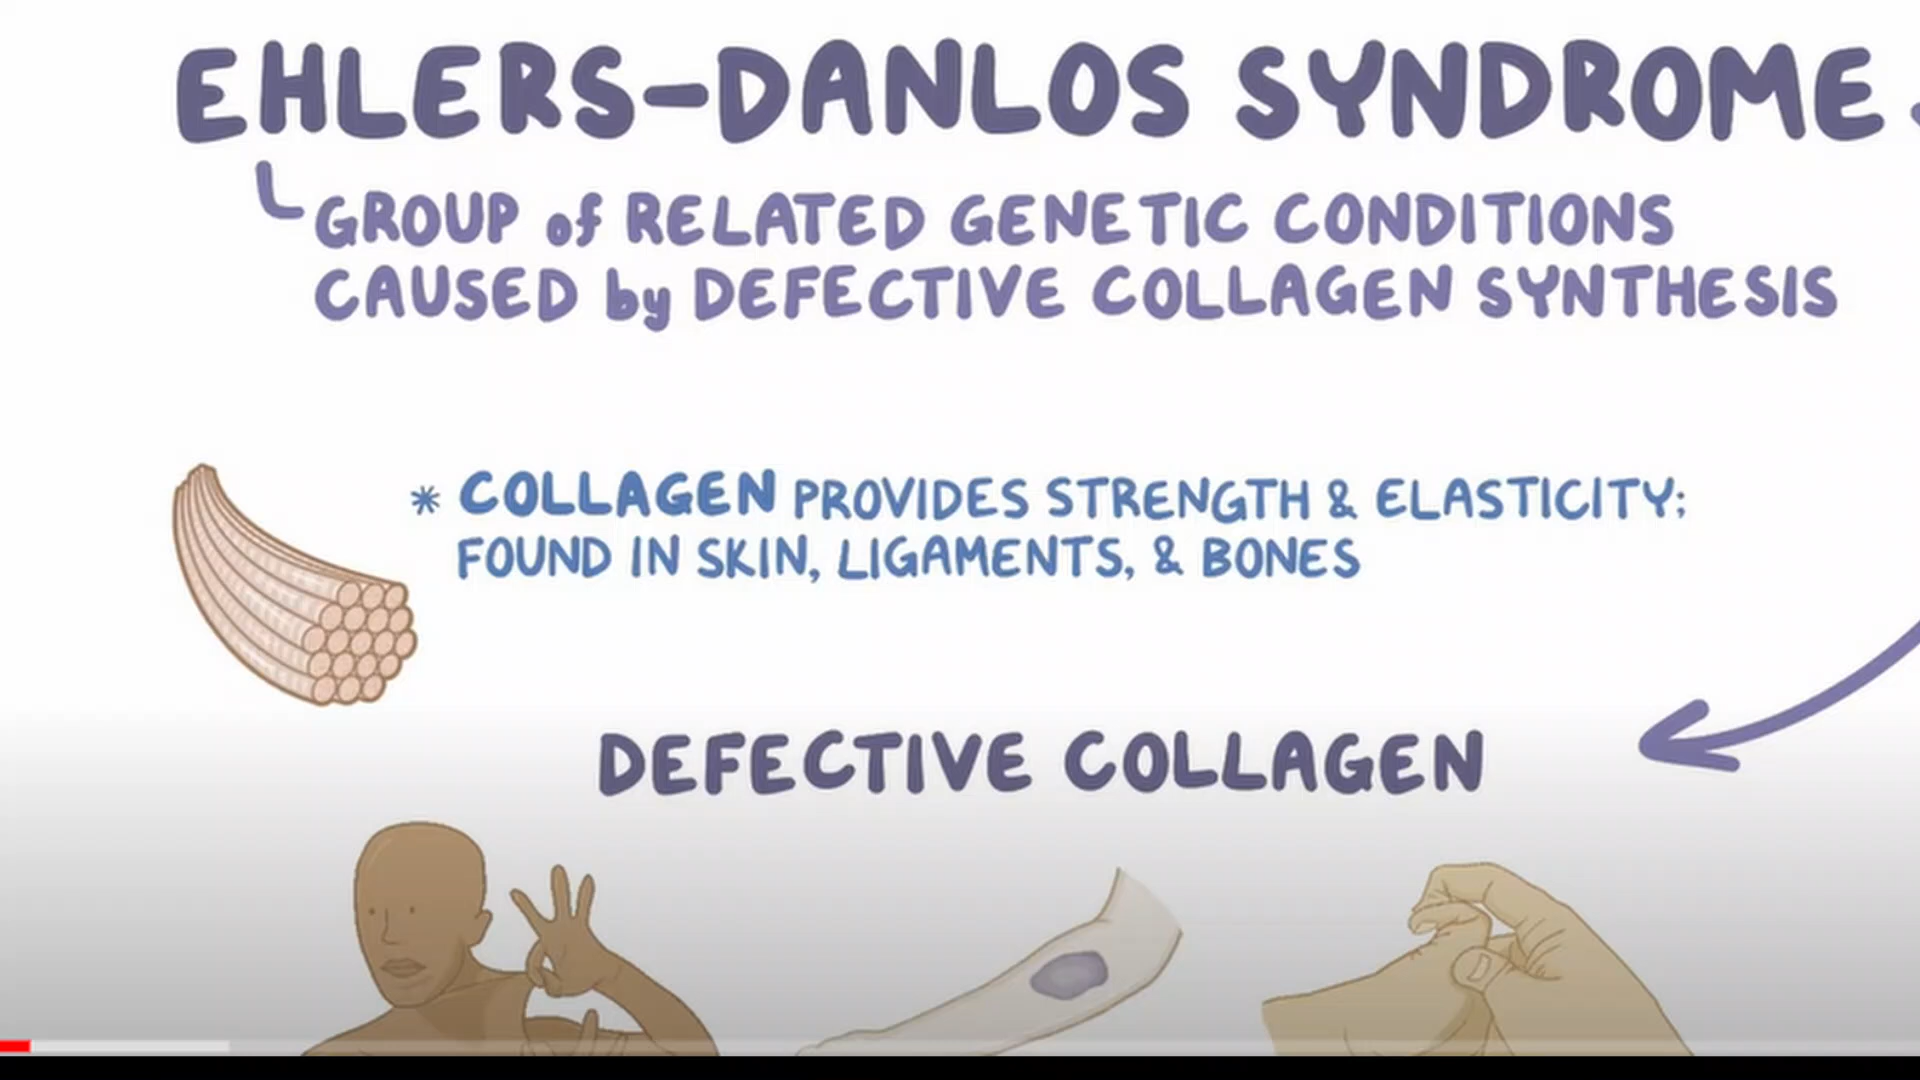 EHLERS-DANLOS SYNDROME
GROUP of RELATED GENETIC CONDITIONS
CAUSED by DEFECTIVE COLLAGEN SYNTHESIS
* COLLAGEN PROVIDES STRENGTH & ELASTICITY;
FOUND IN SKIN, LIGAMENTS, & BONES
DEFECTIVE COLLAGEN